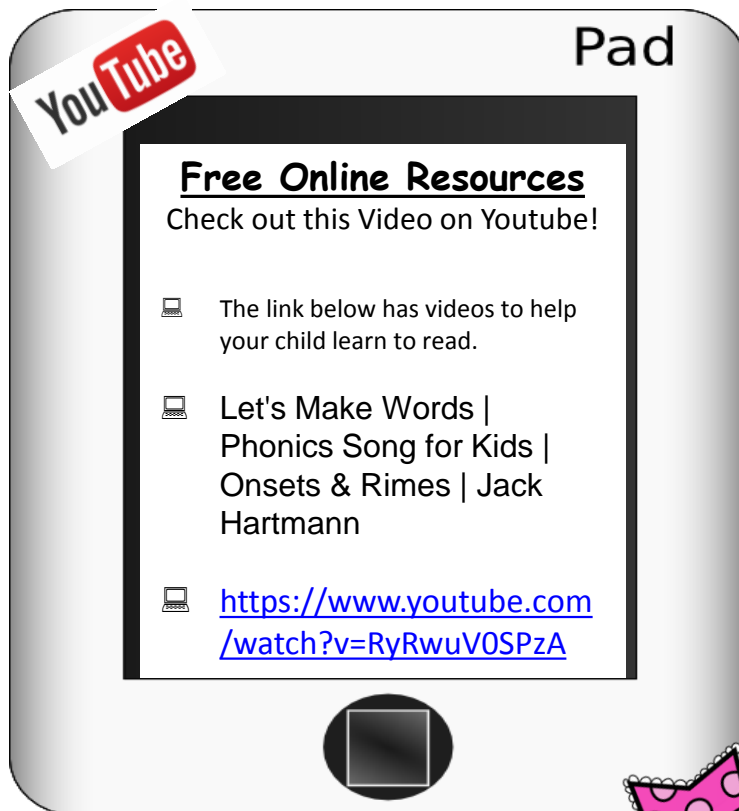 YouTube
Pad
Free Online Resources
Check out this Video on Youtube!
The link below has videos to help
your child learn to read.
Let's Make Words |
Phonics Song for Kids |
Onsets & Rimes | Jack
Hartmann
https://www.youtube.com
/watch?v=RyRwuV0SPzA